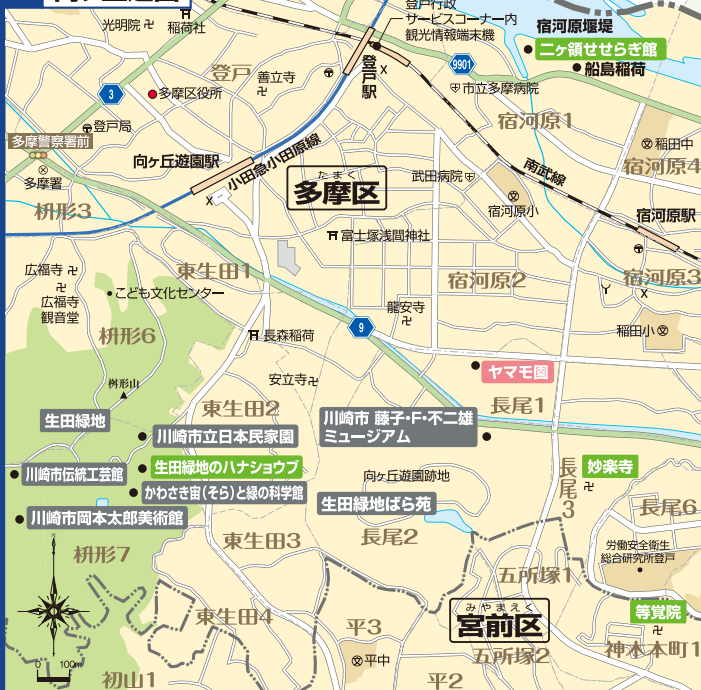 光明院
稲荷社
登戸行政
サービスコーナー内
観光情報端末機
宿河原堰堤
二ヶ領せせらぎ館
船島稲荷
登戸
善立寺
登戸駅
9901
市立多摩病院
3
多摩区役所
宿河原1
登戸局
多摩警察署前
向ヶ丘遊園駅
小田急小田原線
稲田中
宿河原4
多摩署
たまく
多摩区
武田病院
南武線
枡形3
宿河原小
宿河原駅
富士塚浅間神社
広福寺
東生田1
宿河原2
宿河原3
こども文化センター
広福寺
観音堂
龍安寺
枡形6
長森稲荷
9
稲田小
ヤマモ園
安立寺
桝形山
長尾1
生田緑地
東生田2
川崎市 藤子・F・不二雄
ミュージアム
川崎市立日本民家園
川崎市伝統工芸館
生田緑地のハナショウブ
向ヶ丘遊園跡地
妙楽寺
長尾3
かわさき宙(そら)と緑の科学館
生田緑地ばら苑
長尾6
川崎市岡本太郎美術館
東生田3
長尾2
枡形7
労働安全衛生
総合研究所登戸
五所塚1
東生田4
みやまえく
宮前区
等覚院
平3
神木本町1
平中
五所塚2
0 100m
初山1
平2